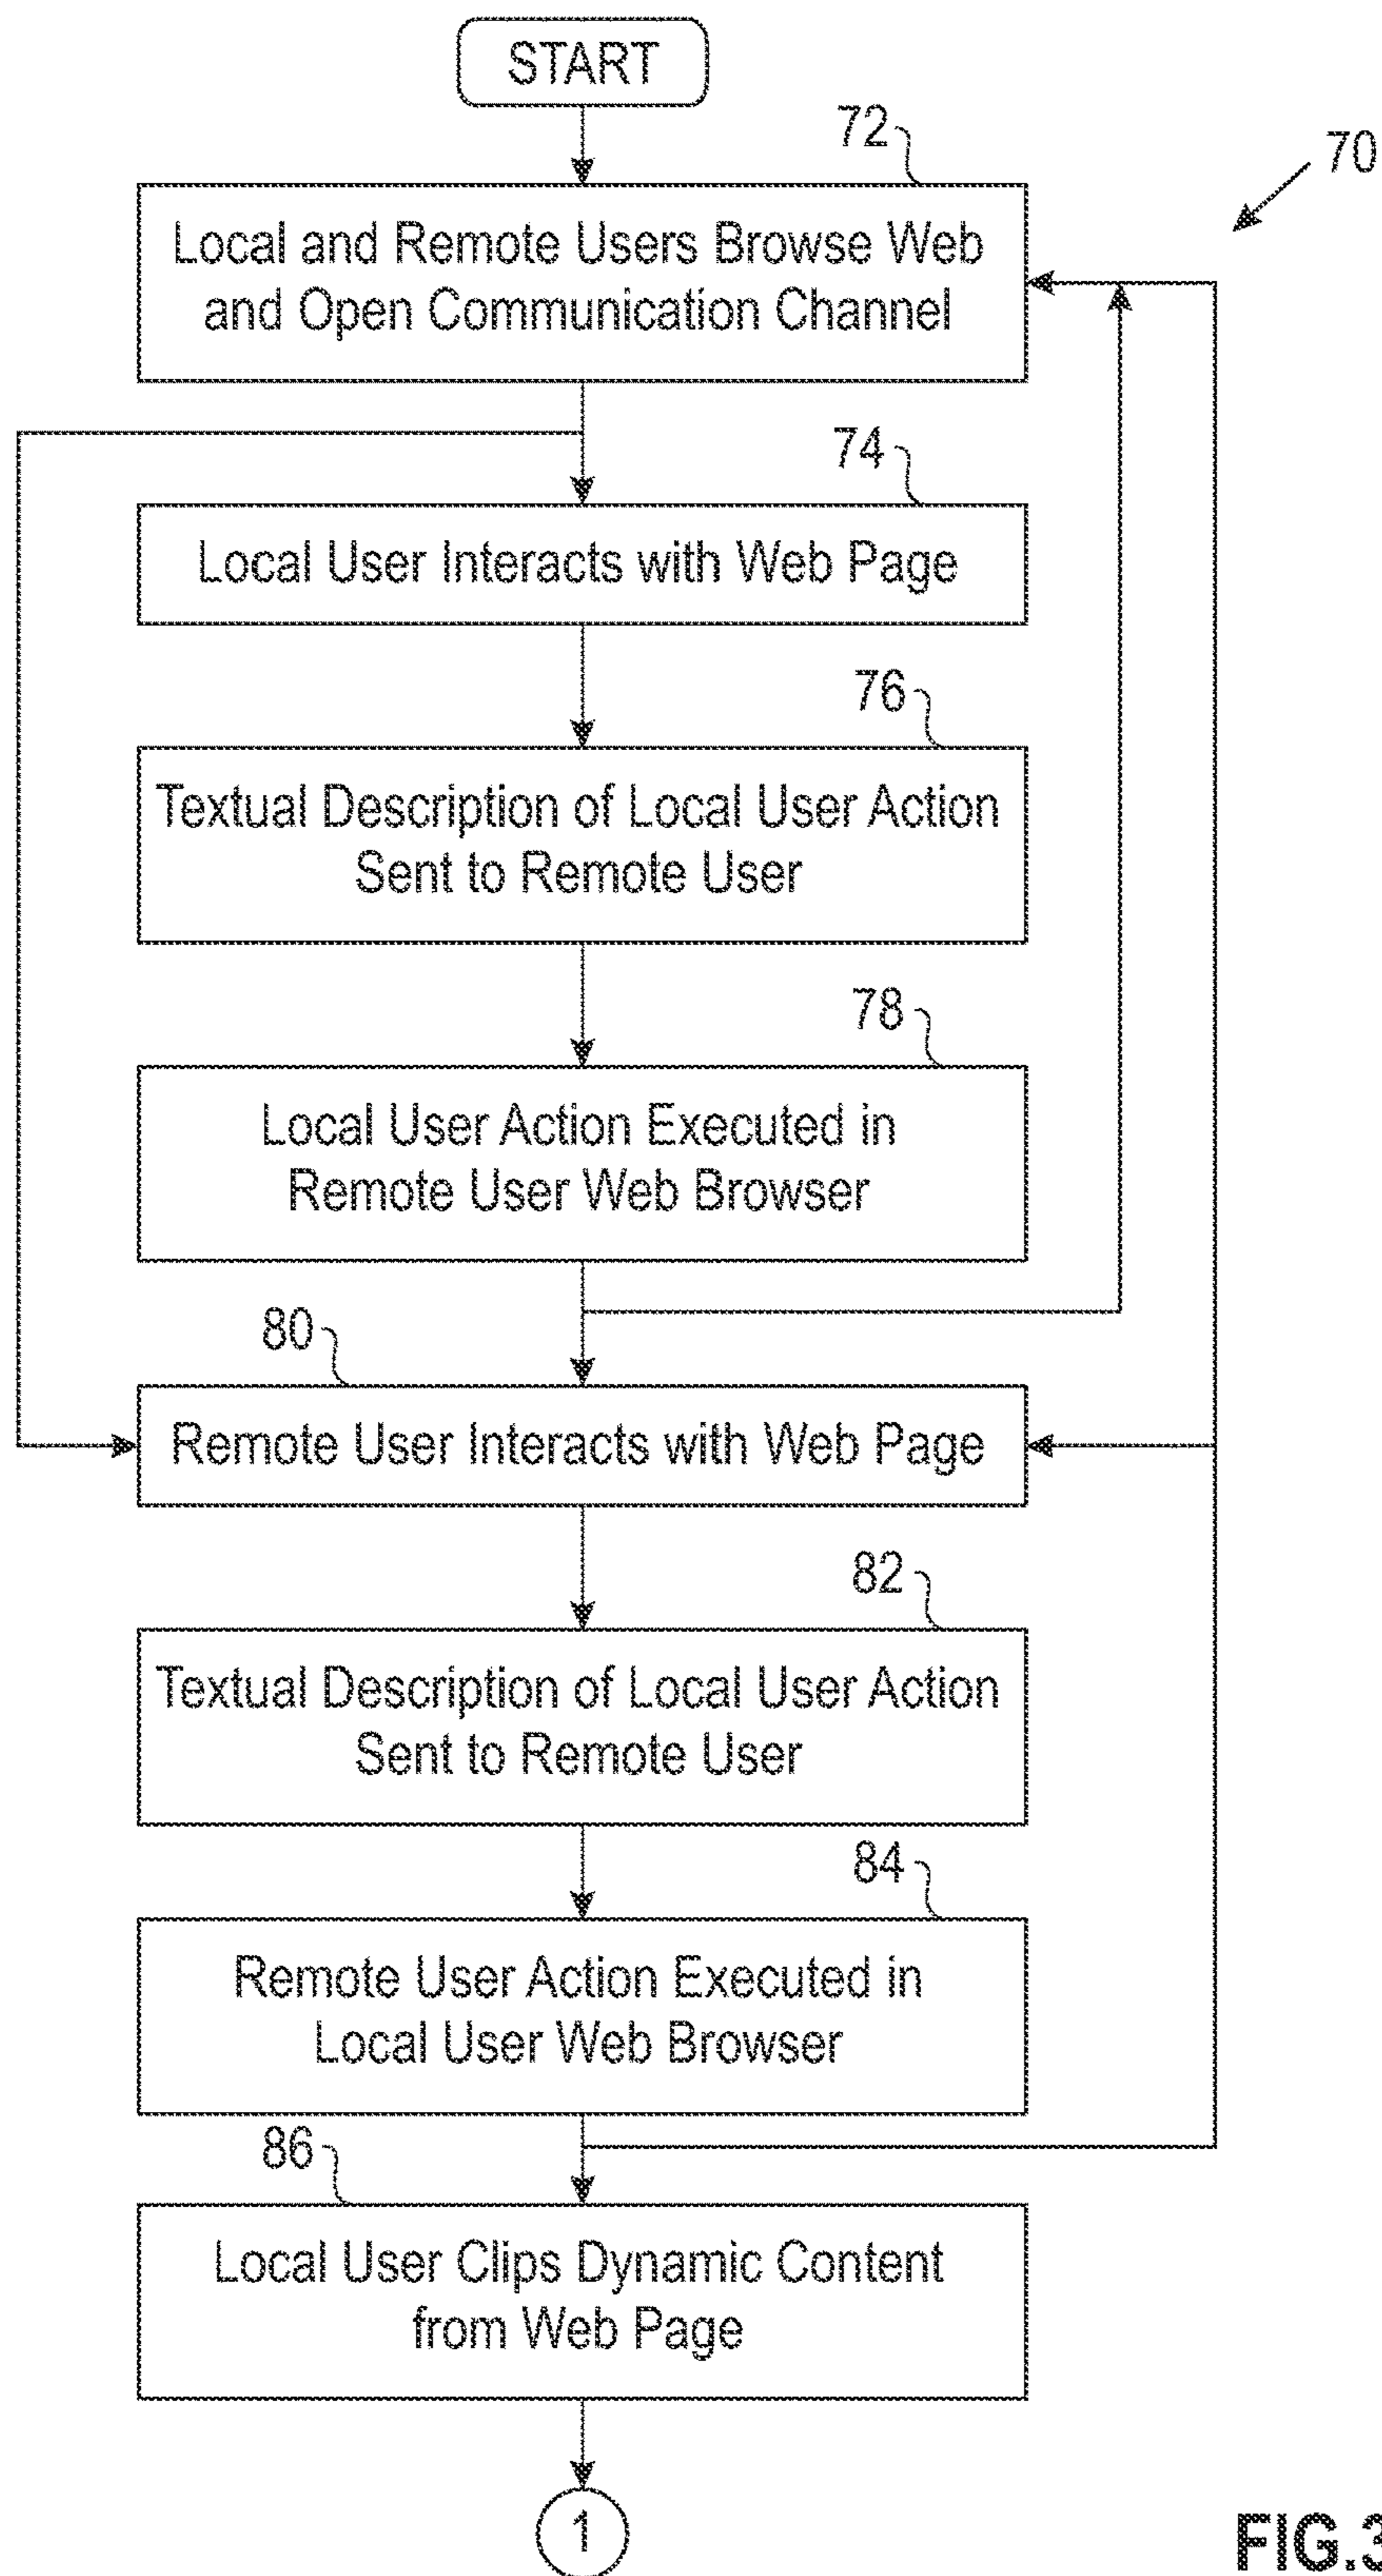 START
72
70
Local and Remote Users Browse Web
and Open Communication Channel
74
Local User Interacts with Web Page
76
Textual Description of Local User Action
Sent to Remote User
78
Local User Action Executed in
Remote User Web Browser
80
Remote User Interacts with Web Page
82
Textual Description of Local User Action
Sent to Remote User
84
Remote User Action Executed in
Local User Web Browser
86
Local User Clips Dynamic Content
from Web Page
1
FIG.3